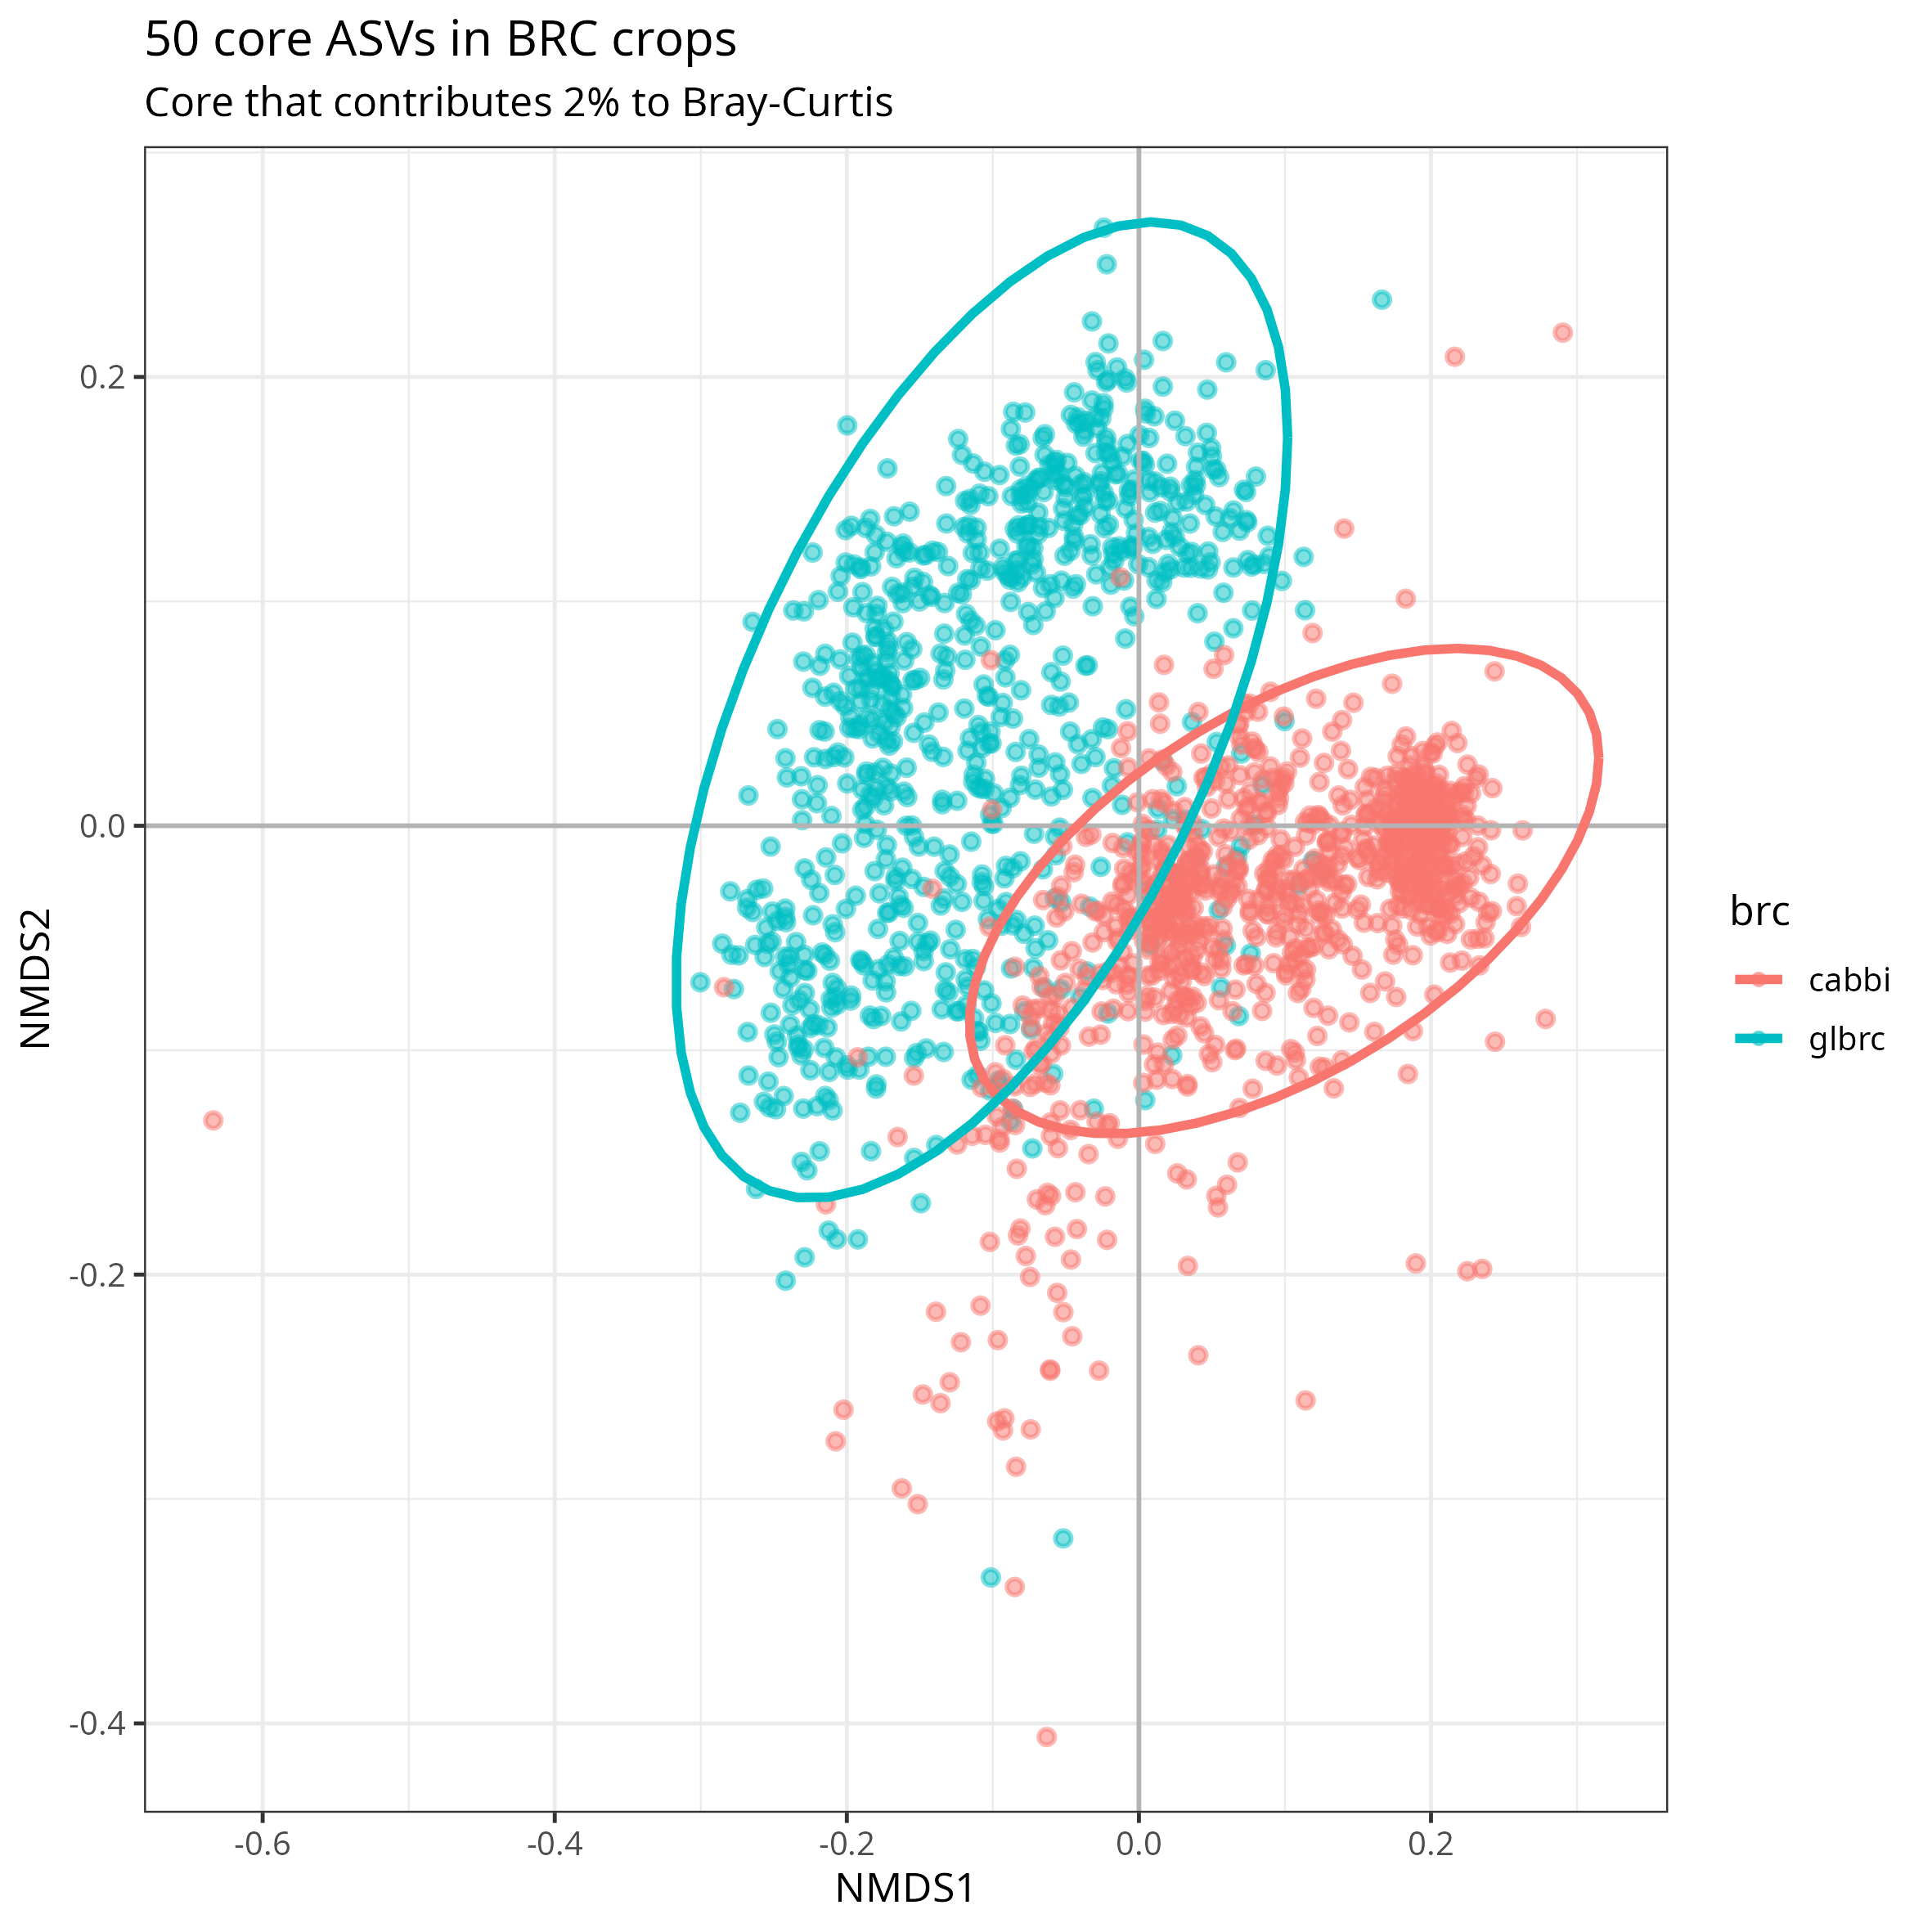 50 core ASVs in BRC crops
Core that contributes 2% to Bray-Curtis
NMDS2
0.2
0.0
-0.2
-0.4
-0.6
-0.4
-0.2
0.0
0.2
NMDS1
brc
cabbi
glbrc